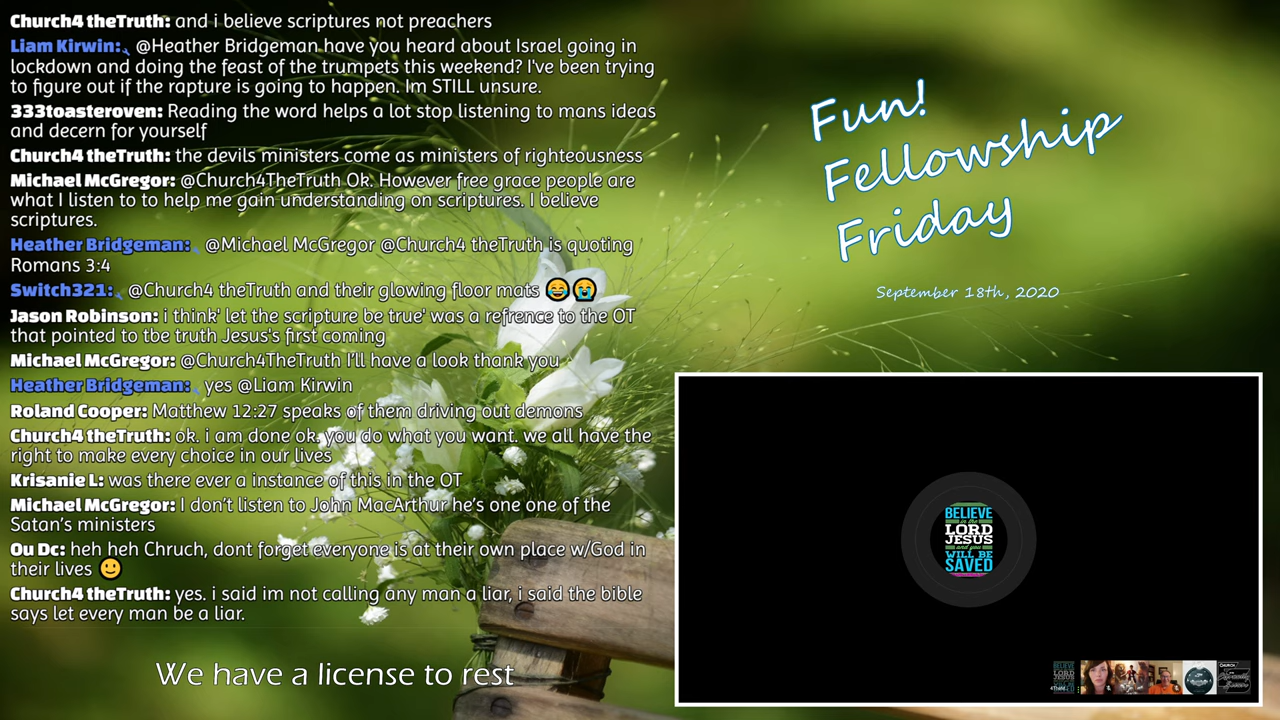 Church4 theTruth: and i believe scriptures not preachers
Liam Kirwin: @Heather Bridgeman have you heard about Israel going in
lockdown and doing the feast of the trumpets this weekend? I've been trying
to figure out if the rapture is going to happen. Im STILL unsure.
333toasteroven: Reading the word helps a lot stop listening to mans ideas
and decern for yourself
Church4 theTruth: the devils ministers come as ministers of righteousness
Michael McGregor: @Church4TheTruth Ok. However free grace people are
what I listen to to help me gain understanding on scriptures. I believe
scriptures.
Heather Bridgeman: @Michael McGregor @Church4 theTruth is quoting
Romans 3:4
Switch321: @Church4 theTruth and their glowing floor mats 😂😭
Jason Robinson: i think' let the scripture be true' was a refrence to the OT
that pointed to tbe truth Jesus's first coming
Michael McGregor: @Church4TheTruth I'll have a look thank you
Heather Bridgeman: yes @Liam Kirwin
Roland Cooper: Matthew 12:27 speaks of them driving out demons
Church4 theTruth: ok. i am done ok. you do what you want. we all have the
right to make every choice in our lives
Krisanie L: was there ever a instance of this in the OT
Michael McGregor: I don't listen to John MacArthur he's one one of the
Satan's ministers
Ou Dc: heh heh Chruch, dont forget everyone is at their own place w/God in
their lives 🙂
Church4 theTruth: yes. i said im not calling any man a liar, i said the bible
says let every man be a liar.
We have a license to rest
Fun!
Fellowship
Friday
September 18th, 2020
BELIEVE
in the
LORD
JESUS
and you
WILL BE
SAVED